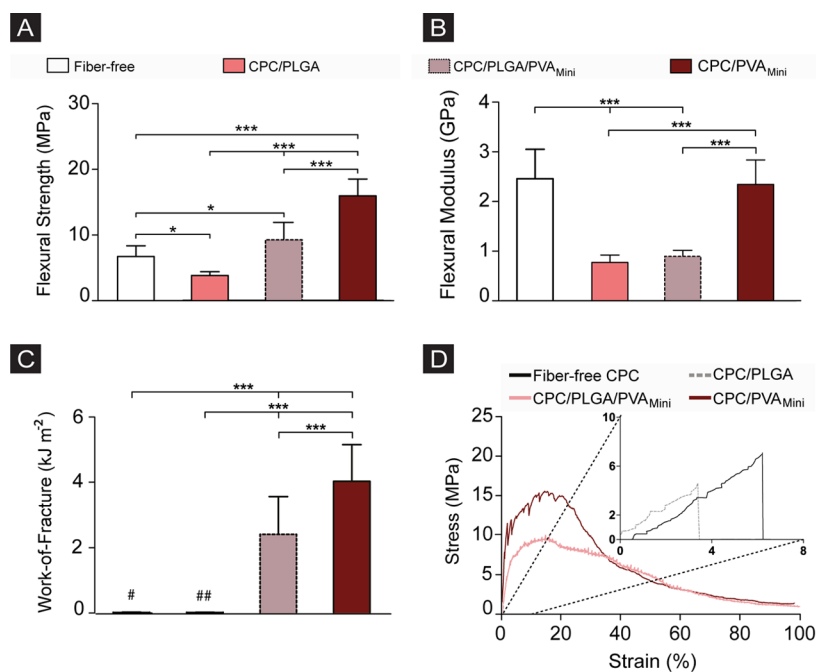 A
B
Fiber-free
CPC/PLGA
CPC/PLGA/PVAMini
CPC/PVAMini
Flexural Strength (MPa)
30
20
10
0
***
***
***
*
*
Flexural Modulus (GPa)
4
3
2
1
0
***
***
***
C
D
Work-of-Fracture (kJ m⁻²)
6
4
2
0
***
***
***
#
##
Fiber-free CPC
CPC/PLGA
CPC/PLGA/PVAMini
CPC/PVAMini
Stress (MPa)
25
20
15
10
5
0
0
20
40
60
80
100
Strain (%)
10
6
4
2
0
0
4
8